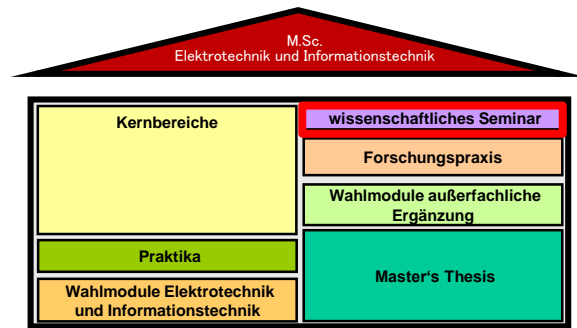 M.Sc.
Elektrotechnik und Informationstechnik
Kernbereiche
Praktika
Wahlmodule Elektrotechnik
und Informationstechnik
wissenschaftliches Seminar
Forschungspraxis
Wahlmodule außerfachliche
Ergänzung
Master‘s Thesis